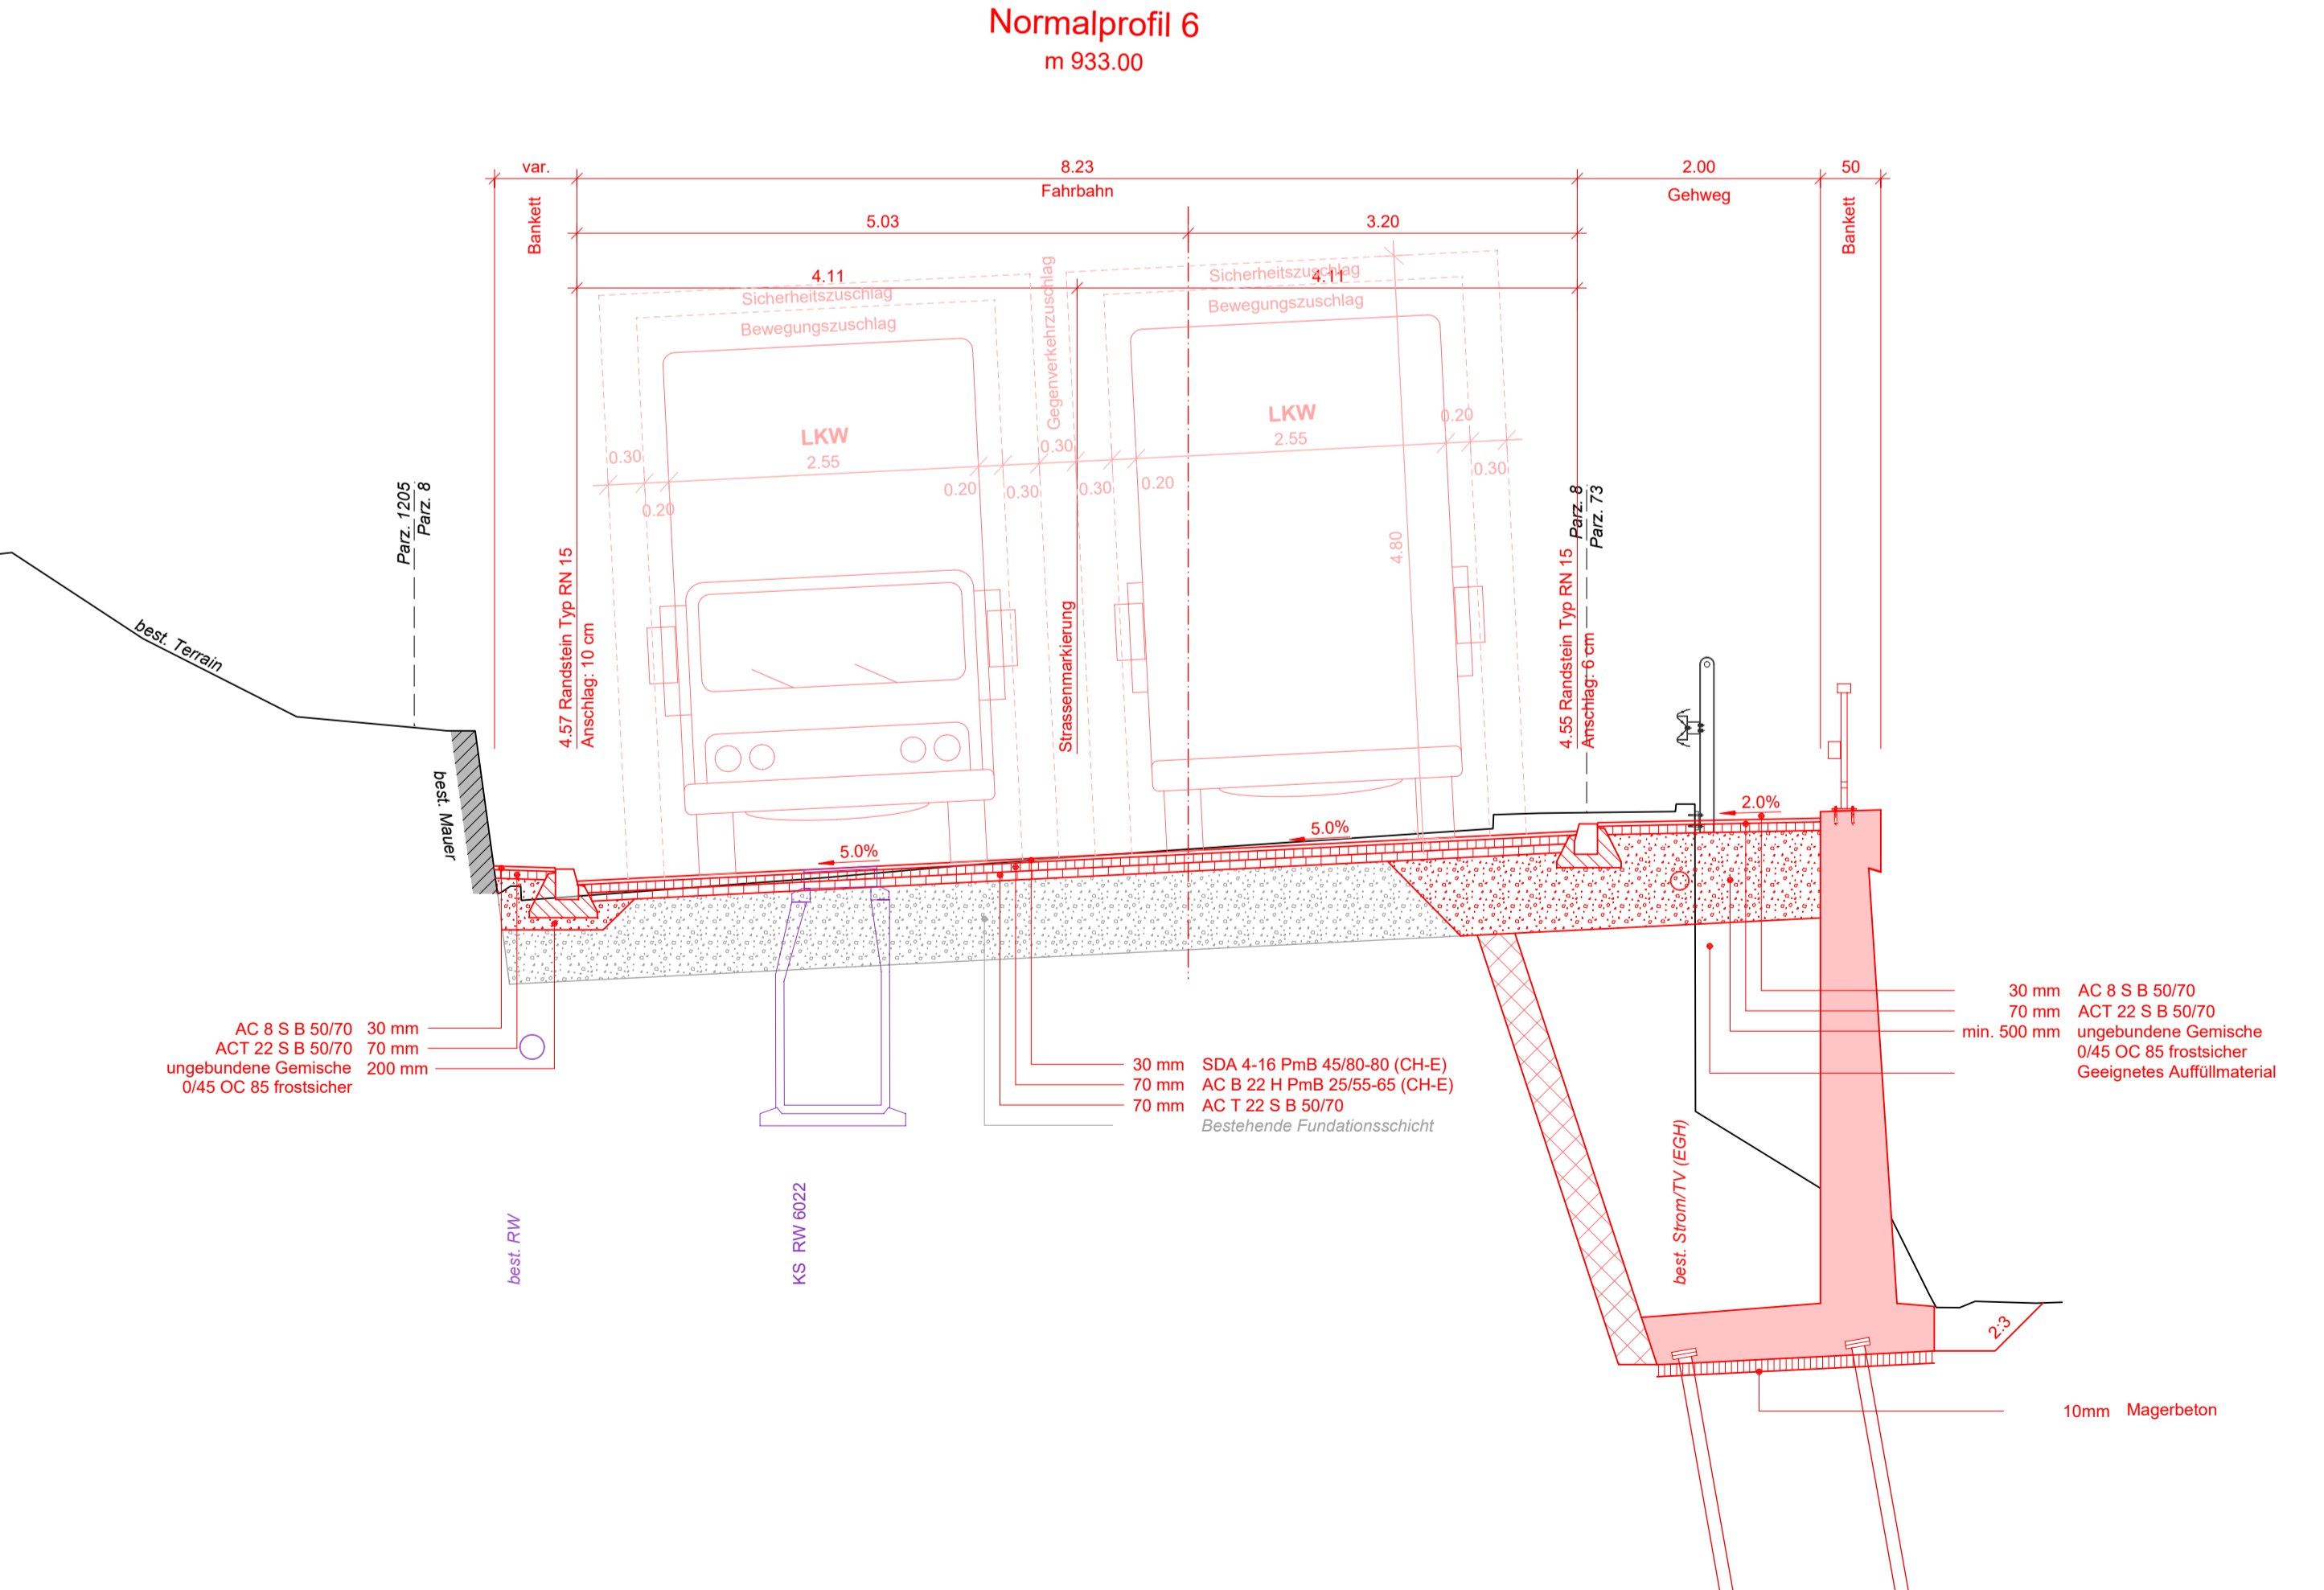 Normalprofil 6
m 933.00
var.
8.23
2.00
50
Bankett
Fahrbahn
Gehweg
Bankett
5.03
3.20
4.11
4.11
Sicherheitszuschlag
Bewegungszuschlag
Gegenverkehrzuschlag
Sicherheitszuschlag
Bewegungszuschlag
LKW
2.55
LKW
2.55
0.30
0.20
0.20
0.30
0.30
0.30
0.20
0.20
0.30
4.80
Parz. 1205
Parz. 8
Parz. 8
Parz. 73
best. Terrain
best. Mauer
4.57 Randstein Typ RN 15
Anschlag: 10 cm
Strassenmarkierung
4.55 Randstein Typ RN 15
Anschlag: 6 cm
5.0%
5.0%
2.0%
AC 8 S B 50/70 30 mm
ACT 22 S B 50/70 70 mm
ungebundene Gemische 200 mm
0/45 OC 85 frostsicher
30 mm SDA 4-16 PmB 45/80-80 (CH-E)
70 mm AC B 22 H PmB 25/55-65 (CH-E)
70 mm AC T 22 S B 50/70
Bestehende Fundationsschicht
30 mm AC 8 S B 50/70
70 mm ACT 22 S B 50/70
min. 500 mm ungebundene Gemische
0/45 OC 85 frostsicher
Geeignetes Auffüllmaterial
best. RW
KS RW 6022
best. Strom/TV (EGH)
2:3
10mm Magerbeton